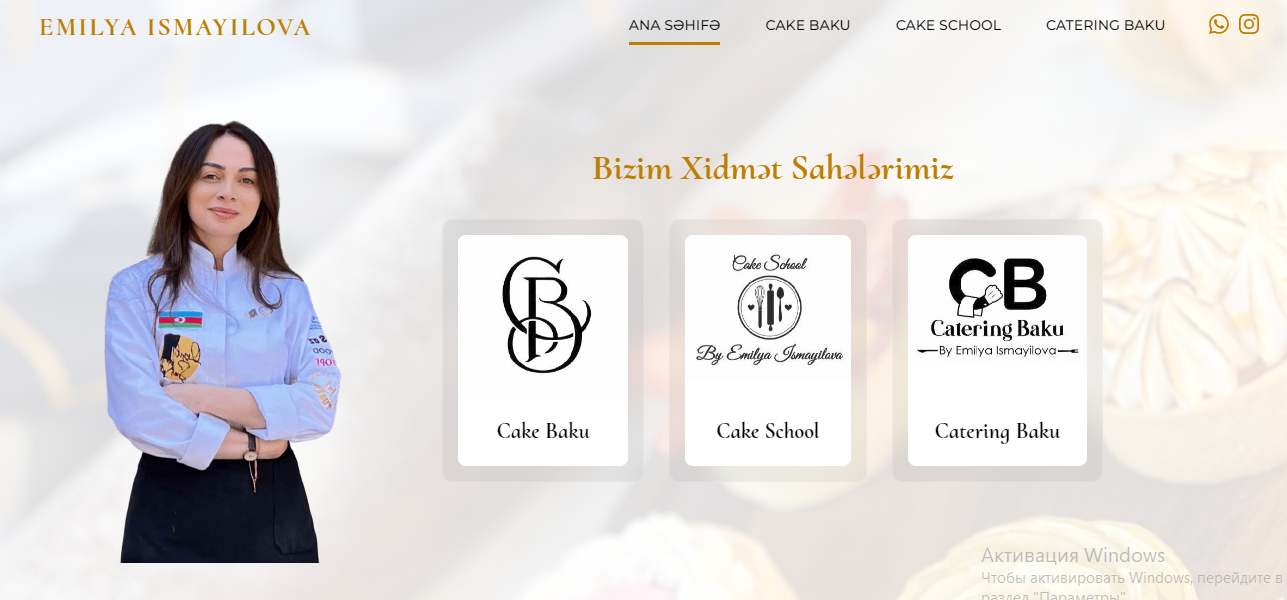 EMILYA ISMAYILOVA
ANA SƏHIFƏ CAKE BAKU CAKE SCHOOL CATERING BAKU
Bizim Xidmət Sahələrimiz
CB
Cake Baku
Cake School
By Emilya Ismayilova
Cake School
CB
Catering Baku
By Emilya Ismayilova
Catering Baku
Активация Windows
Чтобы активировать Windows, перейдите в
раздел "Параметры"